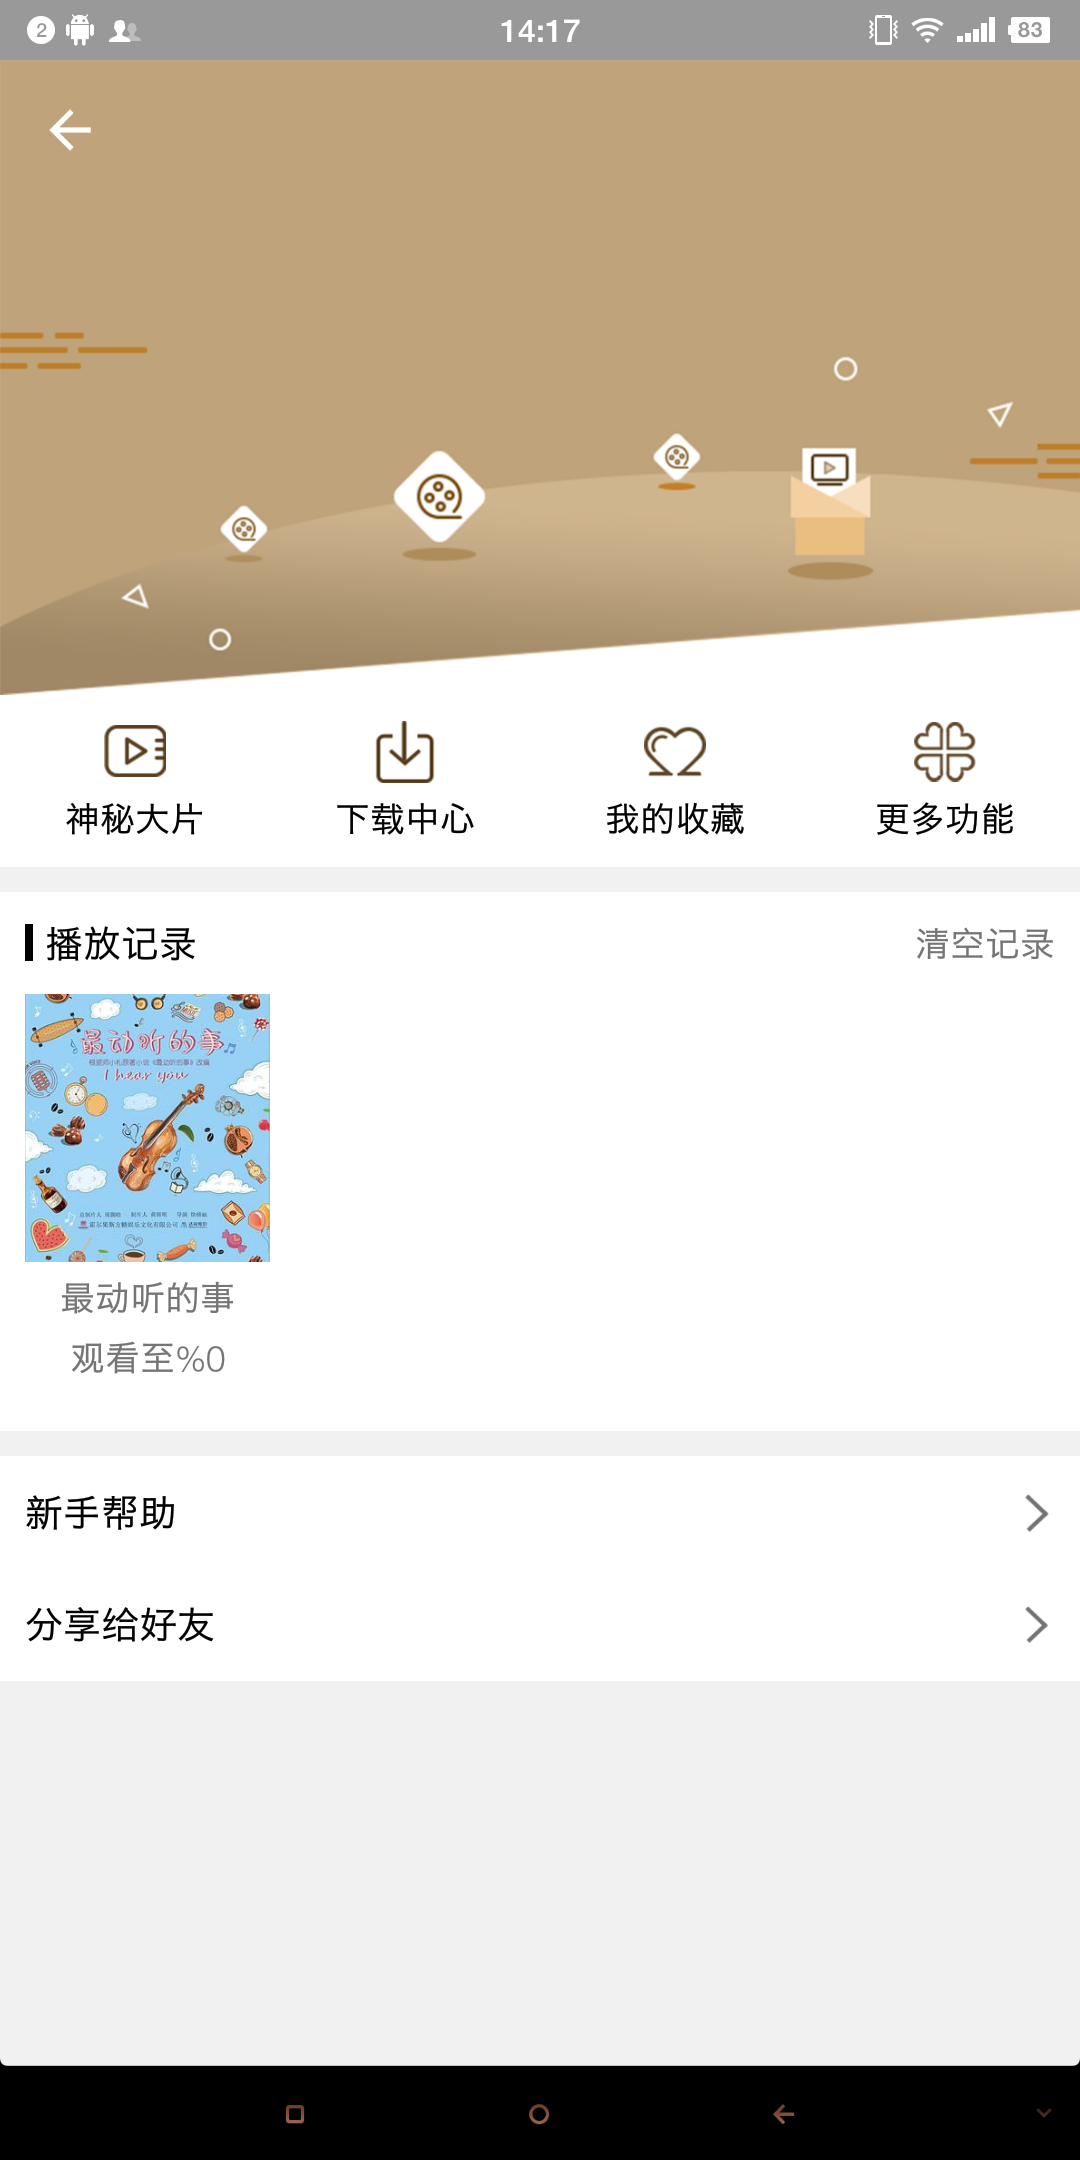 2
14:17
83
神秘大片
下载中心
我的收藏
更多功能
播放记录
清空记录
最动听的事
I hear you
最动听的事
观看至%0
新手帮助
分享给好友